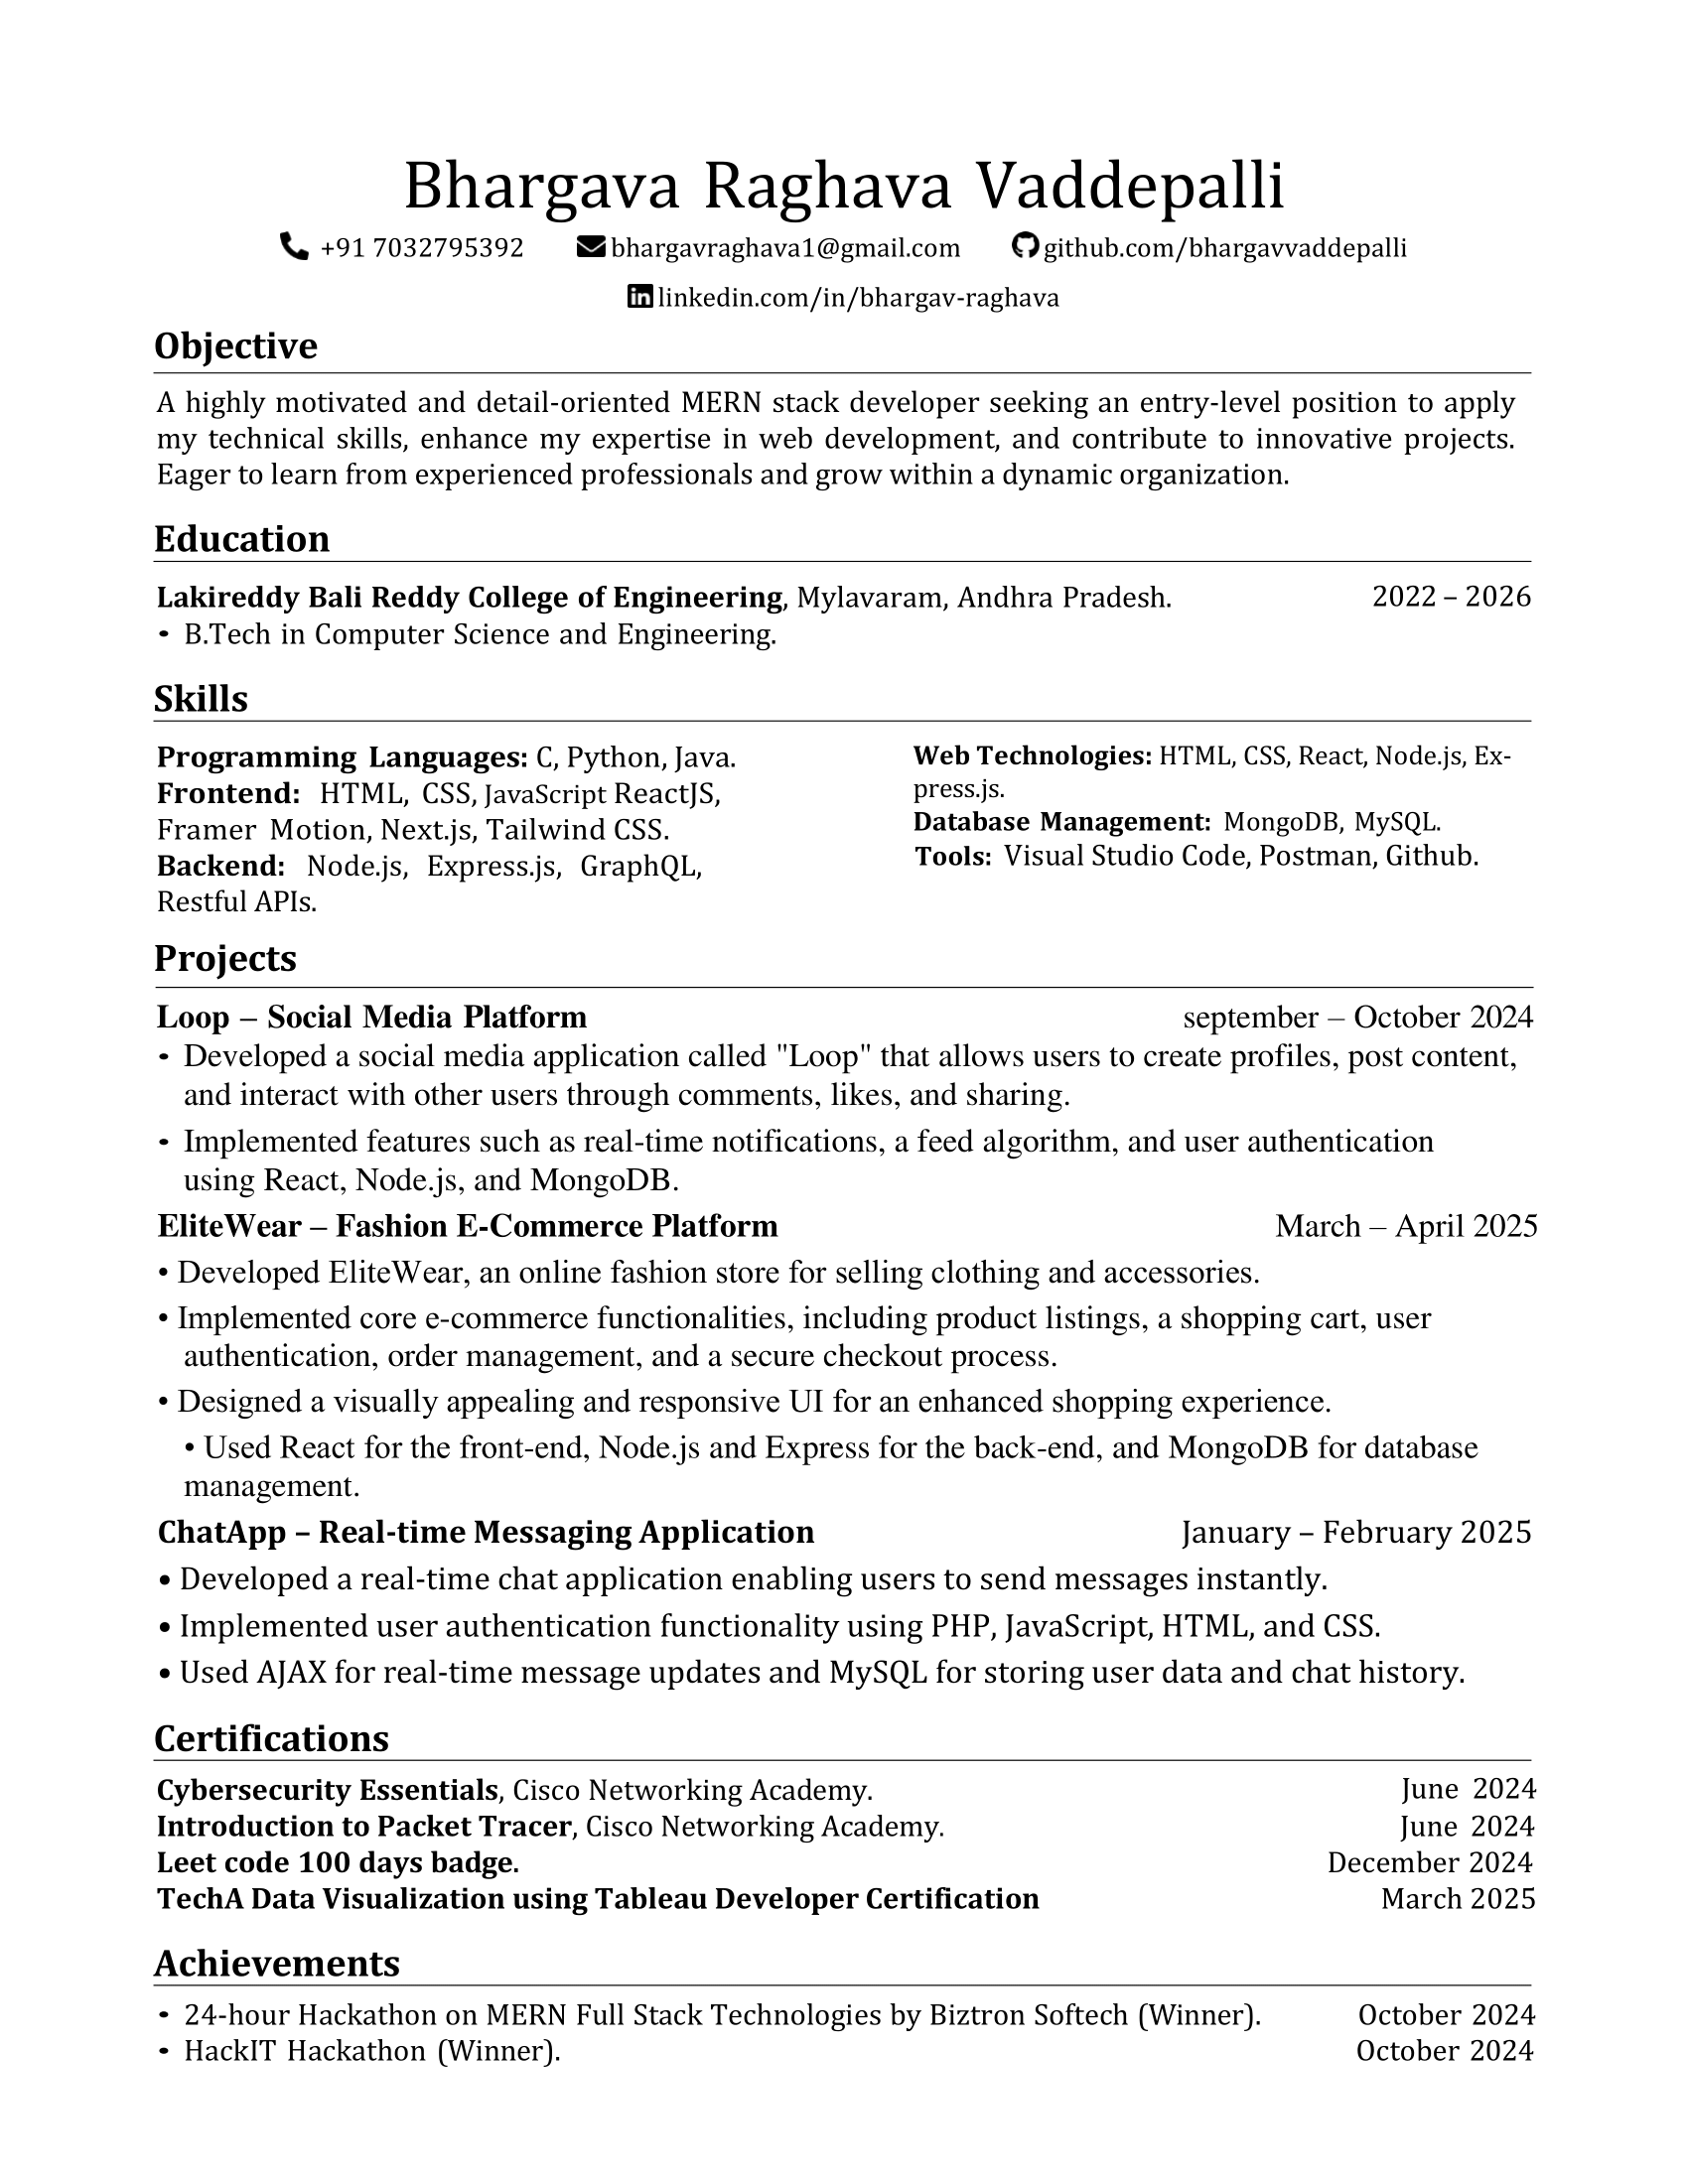 Bhargava Raghava Vaddepalli
+91 7032795392 bhargavraghava1@gmail.com github.com/bhargavvaddepalli
linkedin.com/in/bhargav-raghava
Objective
A highly motivated and detail-oriented MERN stack developer seeking an entry-level position to apply
my technical skills, enhance my expertise in web development, and contribute to innovative projects.
Eager to learn from experienced professionals and grow within a dynamic organization.
Education
Lakireddy Bali Reddy College of Engineering, Mylavaram, Andhra Pradesh. 2022 – 2026
• B.Tech in Computer Science and Engineering.
Skills
Programming Languages: C, Python, Java.
Frontend: HTML, CSS, JavaScript ReactJS,
Framer Motion, Next.js, Tailwind CSS.
Backend: Node.js, Express.js, GraphQL,
Restful APIs.
Web Technologies: HTML, CSS, React, Node.js, Ex-
press.js.
Database Management: MongoDB, MySQL.
Tools: Visual Studio Code, Postman, Github.
Projects
Loop – Social Media Platform september – October 2024
• Developed a social media application called "Loop" that allows users to create profiles, post content,
and interact with other users through comments, likes, and sharing.
• Implemented features such as real-time notifications, a feed algorithm, and user authentication
using React, Node.js, and MongoDB.
EliteWear – Fashion E-Commerce Platform March – April 2025
• Developed EliteWear, an online fashion store for selling clothing and accessories.
• Implemented core e-commerce functionalities, including product listings, a shopping cart, user
authentication, order management, and a secure checkout process.
• Designed a visually appealing and responsive UI for an enhanced shopping experience.
• Used React for the front-end, Node.js and Express for the back-end, and MongoDB for database
management.
ChatApp – Real-time Messaging Application January – February 2025
• Developed a real-time chat application enabling users to send messages instantly.
• Implemented user authentication functionality using PHP, JavaScript, HTML, and CSS.
• Used AJAX for real-time message updates and MySQL for storing user data and chat history.
Certifications
Cybersecurity Essentials, Cisco Networking Academy. June 2024
Introduction to Packet Tracer, Cisco Networking Academy. June 2024
Leet code 100 days badge. December 2024
TechA Data Visualization using Tableau Developer Certification March 2025
Achievements
• 24-hour Hackathon on MERN Full Stack Technologies by Biztron Softech (Winner). October 2024
• HackIT Hackathon (Winner). October 2024